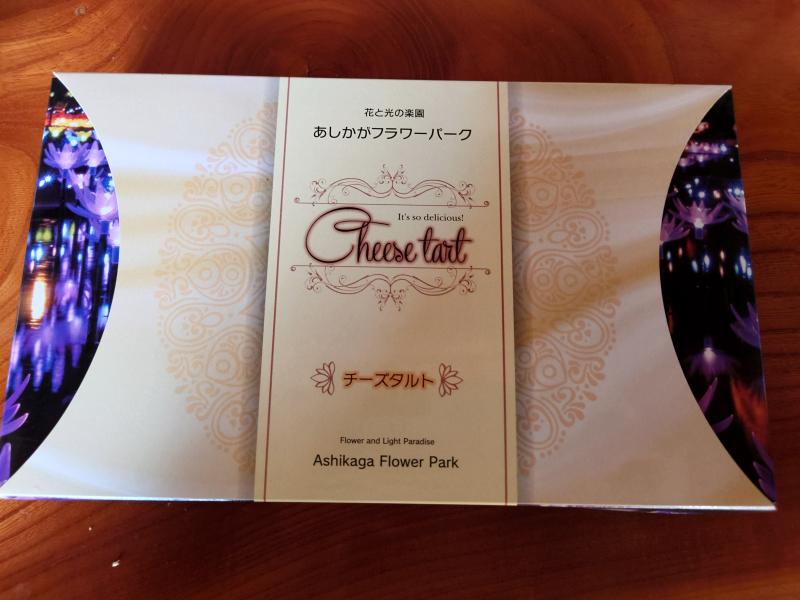 花と光の楽園
あしかがフラワーパーク
It's so delicious!
Cheese tart
チーズタルト
Flower and Light Paradise
Ashikaga Flower Park